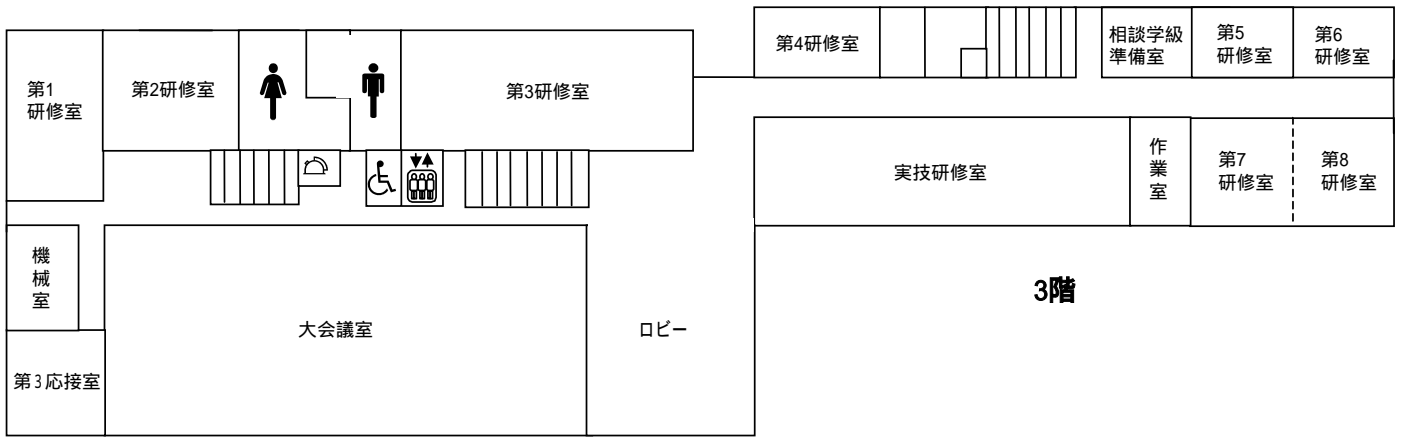 第1
研修室
第2研修室
第3研修室
第4研修室
相談学級
準備室
第5
研修室
第6
研修室
実技研修室
作
業
室
第7
研修室
第8
研修室
機
械
室
大会議室
ロビー
第3応接室
3階